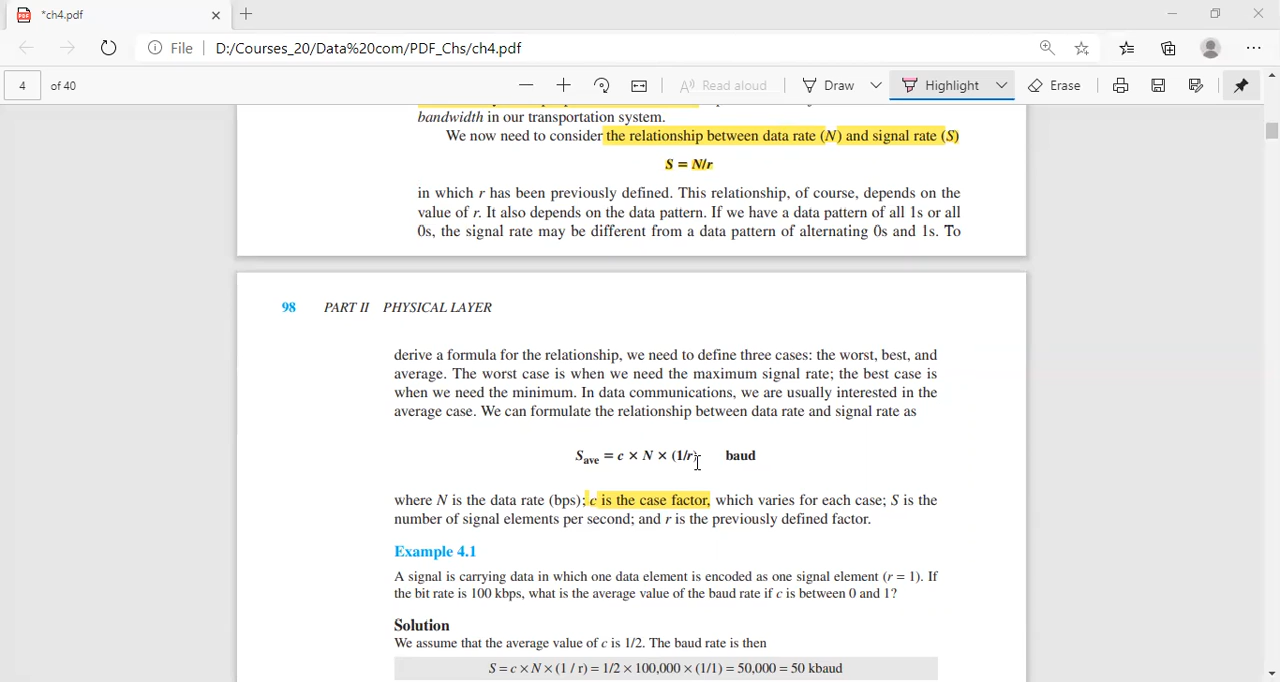 *ch4.pdf
File D:/Courses_20/Data%20com/PDF_Chs/ch4.pdf
4 of 40 Read aloud Draw Highlight Erase
bandwidth in our transportation system.
We now need to consider the relationship between data rate (N) and signal rate (S)
S = N/r
in which r has been previously defined. This relationship, of course, depends on the
value of r. It also depends on the data pattern. If we have a data pattern of all 1s or all
0s, the signal rate may be different from a data pattern of alternating 0s and 1s. To
98 PART II PHYSICAL LAYER
derive a formula for the relationship, we need to define three cases: the worst, best, and
average. The worst case is when we need the maximum signal rate; the best case is
when we need the minimum. In data communications, we are usually interested in the
average case. We can formulate the relationship between data rate and signal rate as
Save = c × N × (1/r) baud
where N is the data rate (bps); c is the case factor, which varies for each case; S is the
number of signal elements per second; and r is the previously defined factor.
Example 4.1
A signal is carrying data in which one data element is encoded as one signal element (r = 1). If
the bit rate is 100 kbps, what is the average value of the baud rate if c is between 0 and 1?
Solution
We assume that the average value of c is 1/2. The baud rate is then
S = c × N × (1 / r) = 1/2 × 100,000 × (1/1) = 50,000 = 50 kbaud